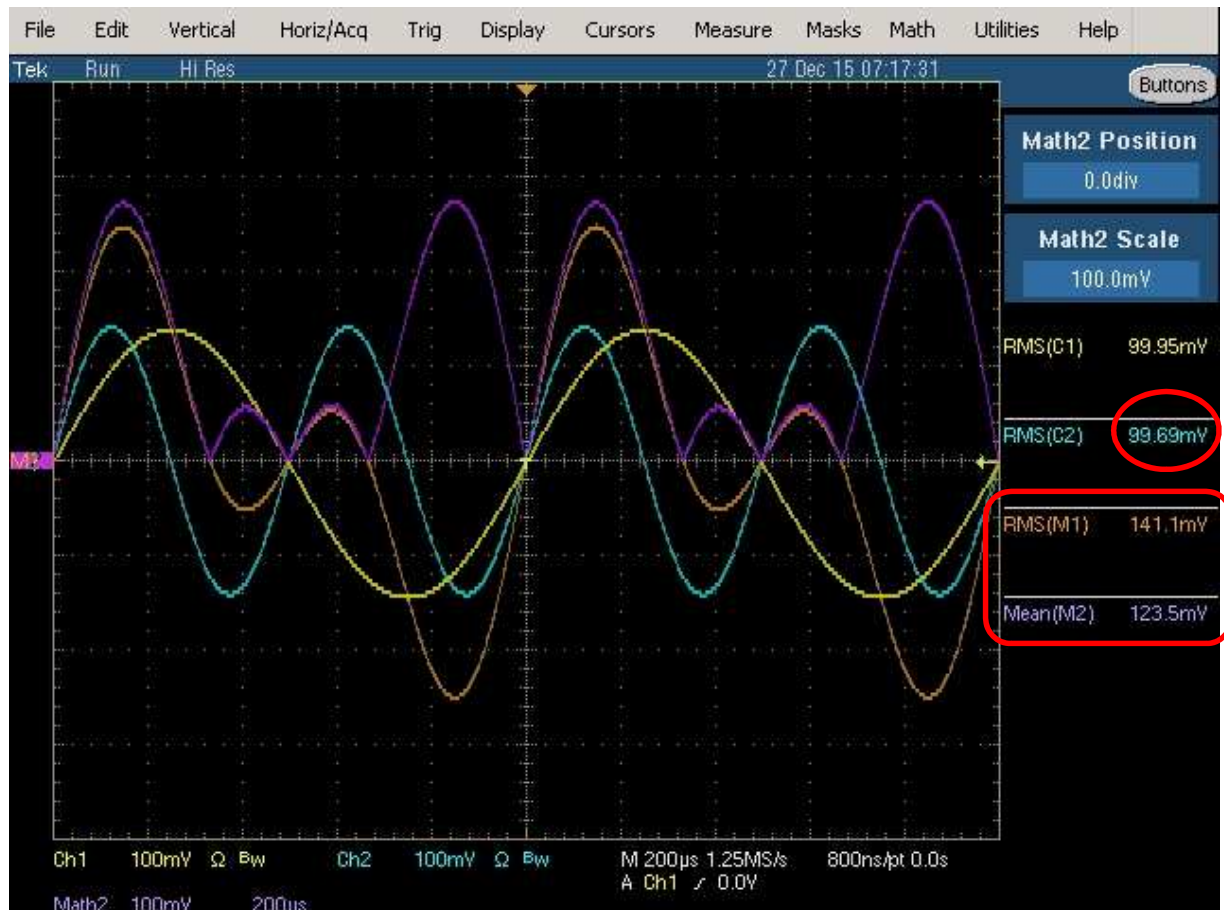 File Edit Vertical Horiz/Acq Trig Display Cursors Measure Masks Math Utilities Help
Tek Run Hi Res 27 Dec 15 07:17:31
Buttons
Math2 Position
0.0div
Math2 Scale
100.0mV
RMS(C1) 99.95mV
RMS(C2) 99.69mV
RMS(M1) 141.1mV
Mean(M2) 123.5mV
Ch1 100mV Ω Bw Ch2 100mV Ω Bw M 200µs 1.25MS/s 800ns/pt 0.0s
A Ch1 0.0V
Math2 100mV 200us